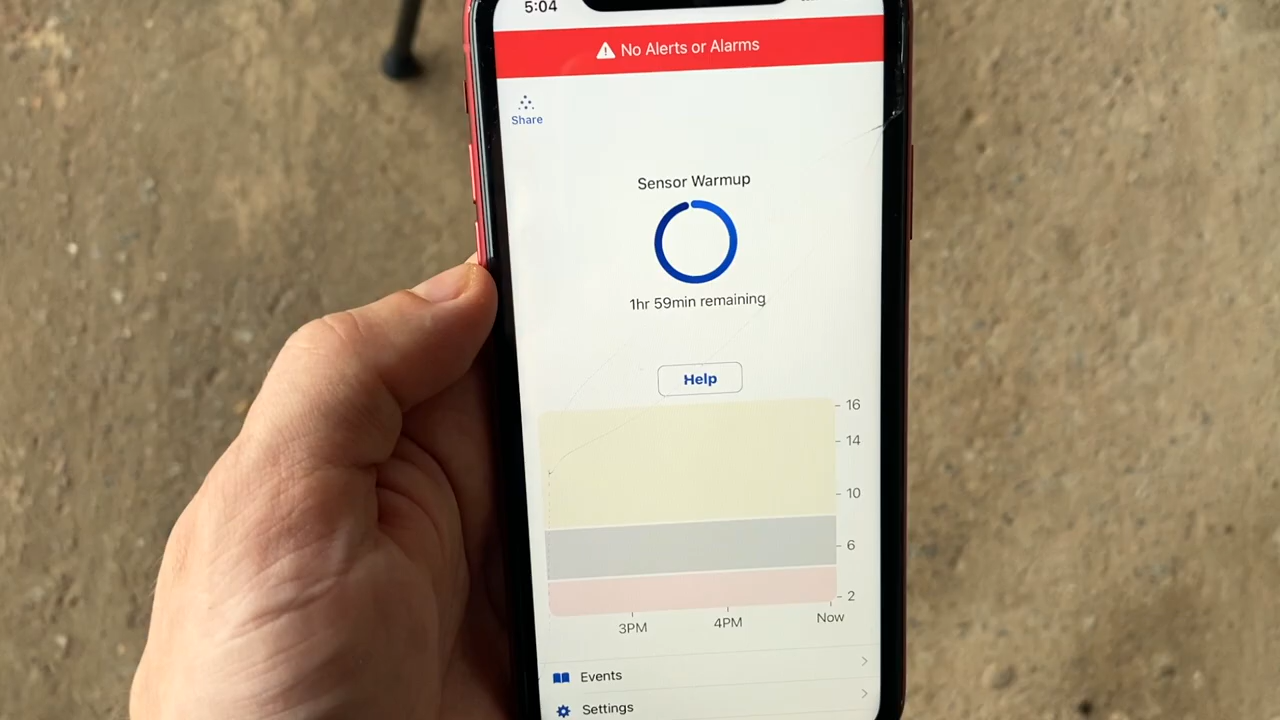 5:04
No Alerts or Alarms
Share
Sensor Warmup
1hr 59min remaining
Help
16
14
10
6
2
3PM 4PM Now
Events
Settings